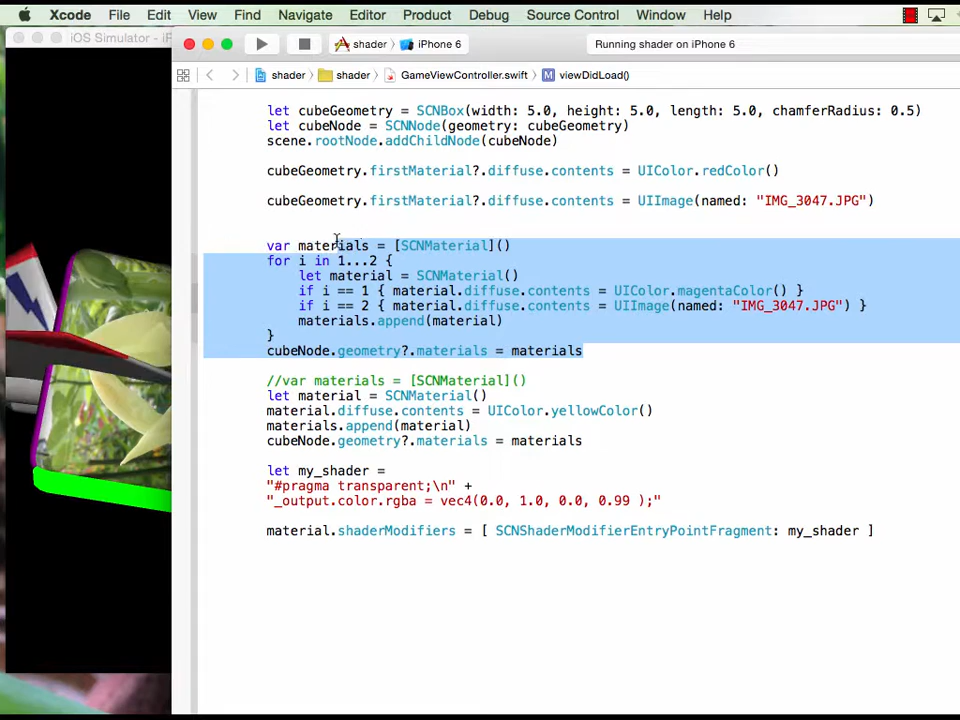 Xcode File Edit View Find Navigate Editor Product Debug Source Control Window Help
iOS Simulator - iP
shader iPhone 6 Running shader on iPhone 6
shader shader GameViewController.swift M viewDidLoad()
let cubeGeometry = SCNBox(width: 5.0, height: 5.0, length: 5.0, chamferRadius: 0.5)
let cubeNode = SCNNode(geometry: cubeGeometry)
scene.rootNode.addChildNode(cubeNode)
cubeGeometry.firstMaterial?.diffuse.contents = UIColor.redColor()
cubeGeometry.firstMaterial?.diffuse.contents = UIImage(named: "IMG_3047.JPG")
var materials = [SCNMaterial]()
for i in 1...2 {
let material = SCNMaterial()
if i == 1 { material.diffuse.contents = UIColor.magentaColor() }
if i == 2 { material.diffuse.contents = UIImage(named: "IMG_3047.JPG") }
materials.append(material)
}
cubeNode.geometry?.materials = materials
//var materials = [SCNMaterial]()
let material = SCNMaterial()
material.diffuse.contents = UIColor.yellowColor()
materials.append(material)
cubeNode.geometry?.materials = materials
let my_shader =
"#pragma transparent;\n" +
"_output.color.rgba = vec4(0.0, 1.0, 0.0, 0.99 );"
material.shaderModifiers = [ SCNShaderModifierEntryPointFragment: my_shader ]